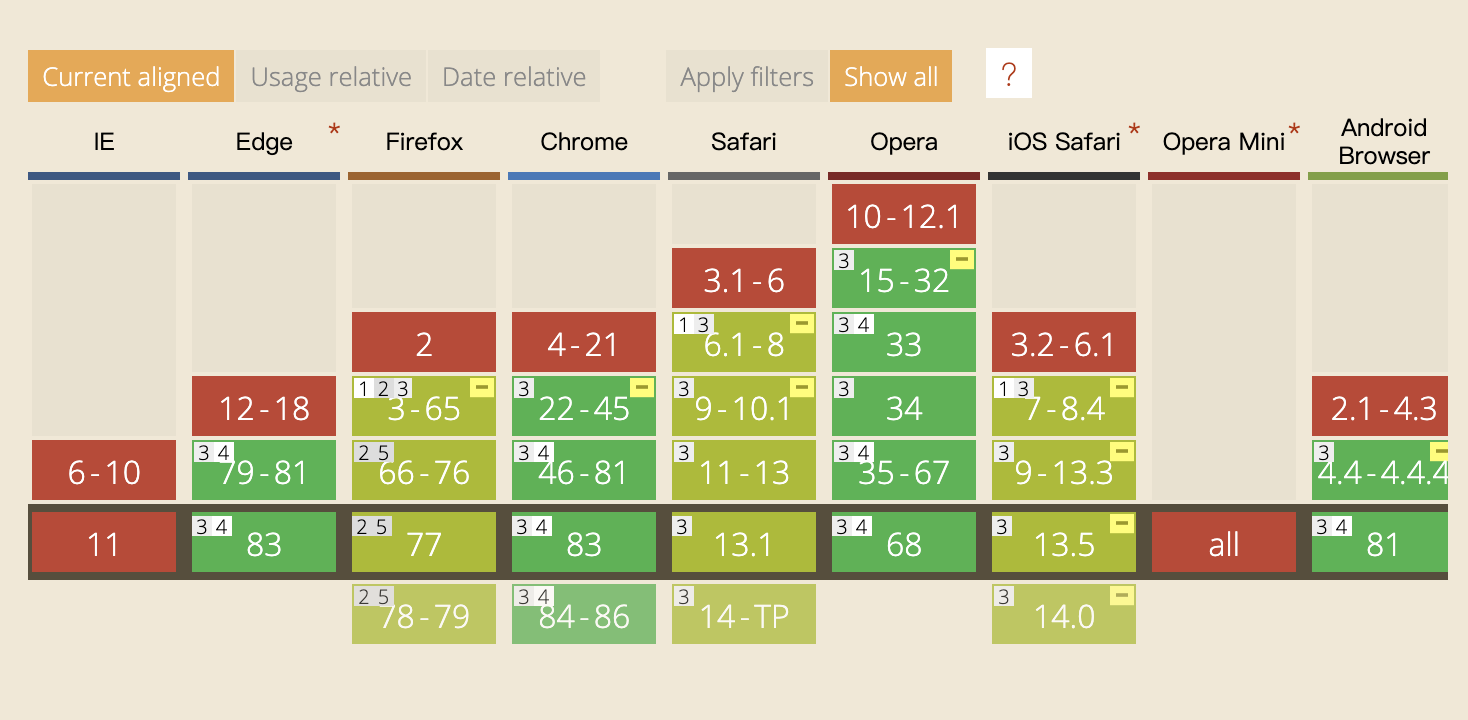 Current aligned Usage relative Date relative Apply filters Show all ?
IE Edge * Firefox Chrome Safari Opera iOS Safari * Opera Mini * Android Browser
10-12.1
3.1-6 3 15-32 -
2 4-21 1 3 6.1-8 - 3 4 33 3.2-6.1
12-18 1 2 3 3-65 - 3 22-45 - 3 9-10.1 - 3 34 1 3 7-8.4 - 2.1-4.3
6-10 3 4 79-81 2 5 66-76 3 4 46-81 3 11-13 3 4 35-67 3 9-13.3 - 3 4.4-4.4.4 -
11 3 4 83 2 5 77 3 4 83 3 13.1 3 4 68 3 13.5 - all 3 4 81
2 5 78-79 3 4 84-86 3 14-TP 3 14.0 -